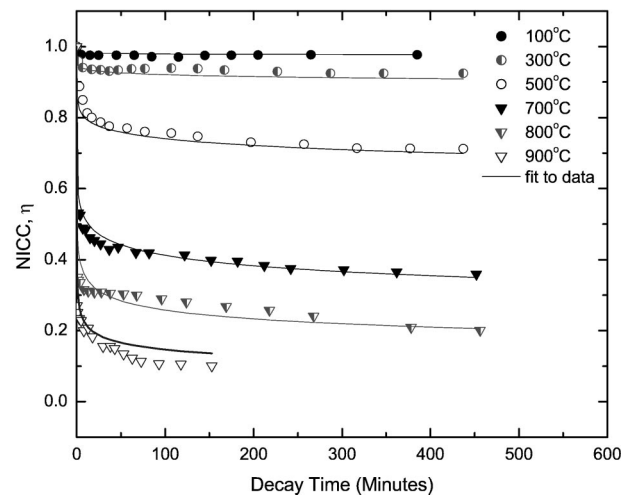 1.0
0.8
0.6
0.4
0.2
0.0
NICC, η
0
100
200
300
400
500
600
Decay Time (Minutes)
100°C
300°C
500°C
700°C
800°C
900°C
fit to data